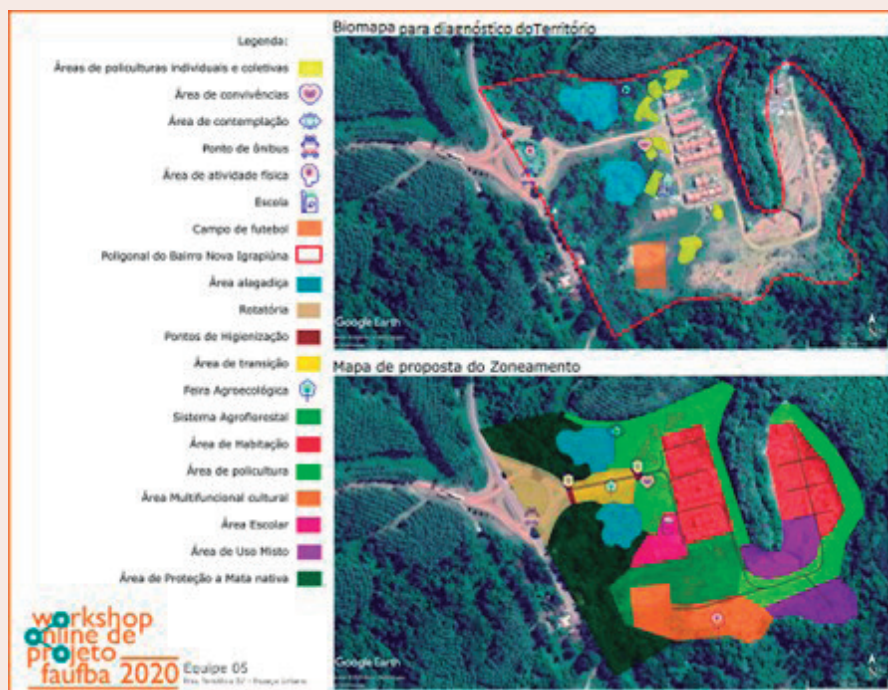 Legenda:
Áreas de policulturas individuais e coletivas
Área de convivências
Área de contemplação
Ponto de ônibus
Área de atividade física
Escola
Campo de futebol
Poligonal do Bairro Nova Igrapiúna
Área alagadiça
Rotatória
Pontos de Higienização
Área de transição
Feira Agroecológica
Sistema Agroflorestal
Área de Habitação
Área de policultura
Área Multifuncional cultural
Área Escolar
Área de Uso Misto
Área de Proteção a Mata nativa
workshop
online de
projeto
faufba 2020
Equipe 05
Espaço Urbano
Biomapa para diagnóstico doTerritório
Google Earth
A
Mapa de proposta do Zoneamento
Google Earth
A